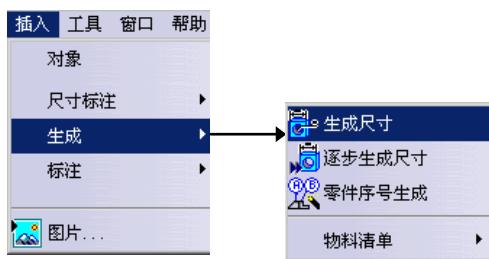 插入 工具 窗口 帮助
对象
尺寸标注
生成
标注
图片...
生成尺寸
逐步生成尺寸
零件序号生成
物料清单